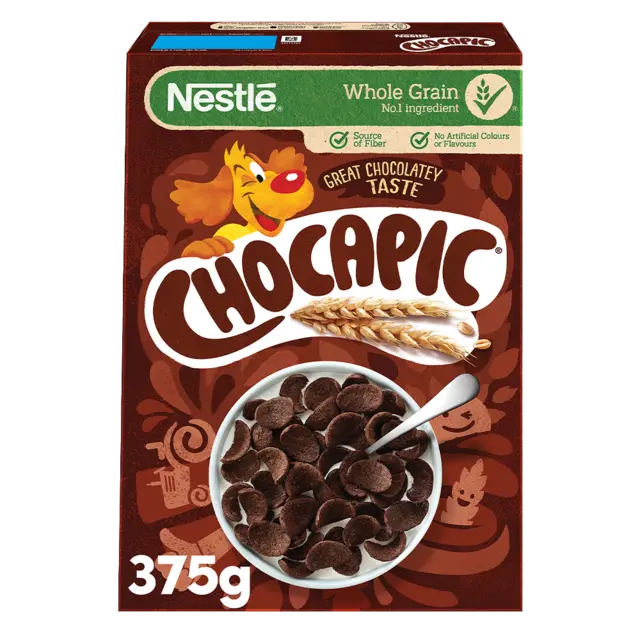 CHOCAPIC
Nestlé®
Whole Grain
No.1 ingredient
Source
of Fiber
No Artificial Colours
or Flavours
GREAT CHOCOLATEY
TASTE
CHOCAPIC®
375g